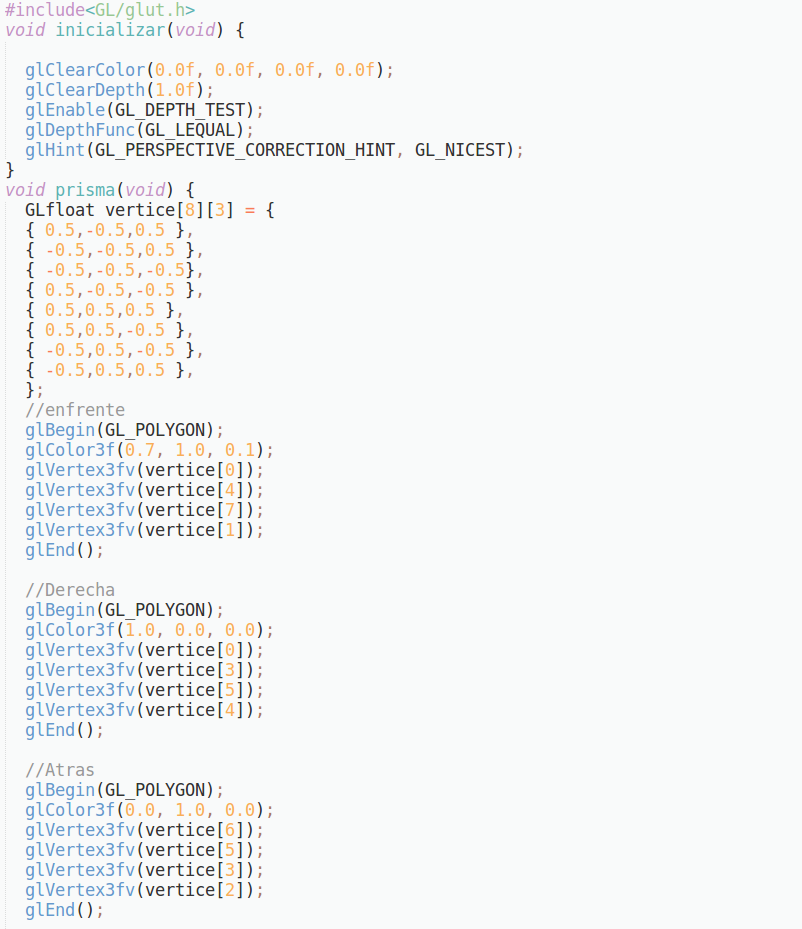 #include<GL/glut.h>
void inicializar(void) {
glClearColor(0.0f, 0.0f, 0.0f, 0.0f);
glClearDepth(1.0f);
glEnable(GL_DEPTH_TEST);
glDepthFunc(GL_LEQUAL);
glHint(GL_PERSPECTIVE_CORRECTION_HINT, GL_NICEST);
}
void prisma(void) {
GLfloat vertice[8][3] = {
{ 0.5,-0.5,0.5 },
{ -0.5,-0.5,0.5 },
{ -0.5,-0.5,-0.5},
{ 0.5,-0.5,-0.5 },
{ 0.5,0.5,0.5 },
{ 0.5,0.5,-0.5 },
{ -0.5,0.5,-0.5 },
{ -0.5,0.5,0.5 },
};
//enfrente
glBegin(GL_POLYGON);
glColor3f(0.7, 1.0, 0.1);
glVertex3fv(vertice[0]);
glVertex3fv(vertice[4]);
glVertex3fv(vertice[7]);
glVertex3fv(vertice[1]);
glEnd();
//Derecha
glBegin(GL_POLYGON);
glColor3f(1.0, 0.0, 0.0);
glVertex3fv(vertice[0]);
glVertex3fv(vertice[3]);
glVertex3fv(vertice[5]);
glVertex3fv(vertice[4]);
glEnd();
//Atras
glBegin(GL_POLYGON);
glColor3f(0.0, 1.0, 0.0);
glVertex3fv(vertice[6]);
glVertex3fv(vertice[5]);
glVertex3fv(vertice[3]);
glVertex3fv(vertice[2]);
glEnd();